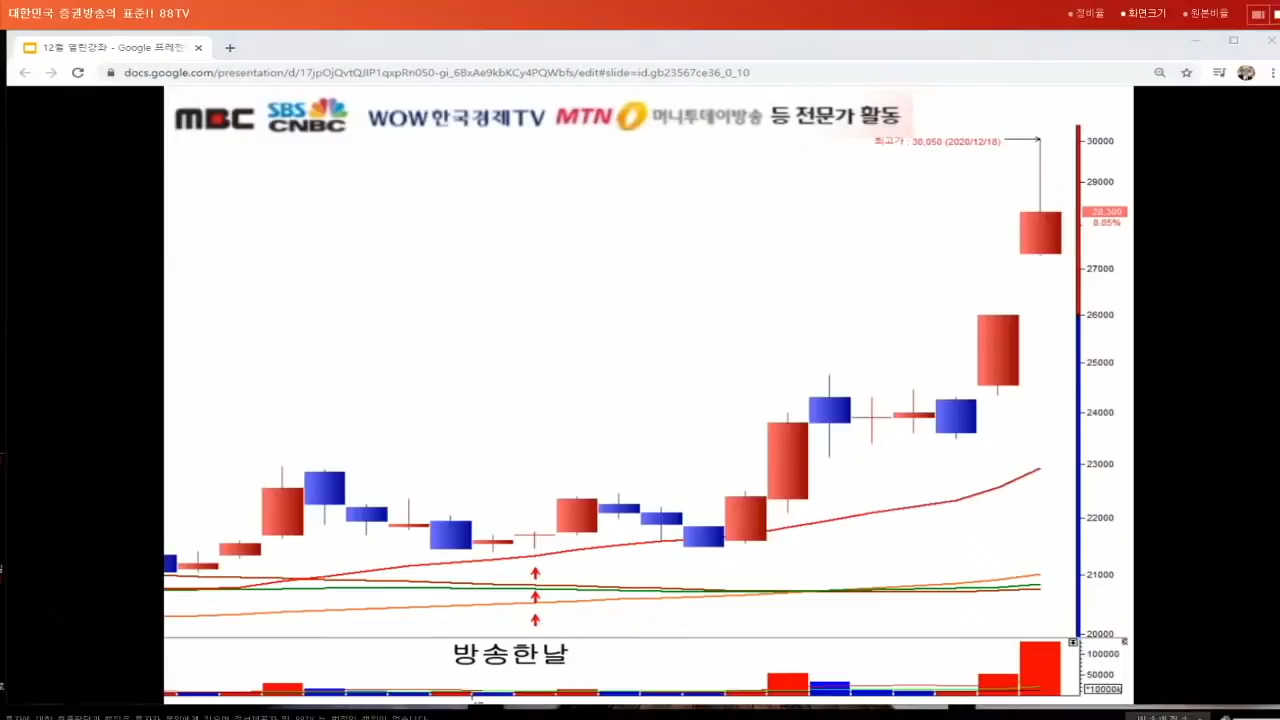 대한민국 증권방송의 표준!! 88TV
정비율 화면크기 원본비율
12월 열린강좌 - Google 프레젠
docs.google.com/presentation/d/17jpOjQvtQJIP1qxpRn050-gi_6BxAe9kbKCy4PQWbfs/edit#slide=id.gb23567ce36_0_10
MBC SBS CNBC WOW한국경제TV MTN 머니투데이방송 등 전문가 활동
최고가 : 30,050 (2020/12/18)
30000
29000
28,300
8.85%
27000
26000
25000
24000
23000
22000
21000
20000
방송한날
100000
50000
*10000k